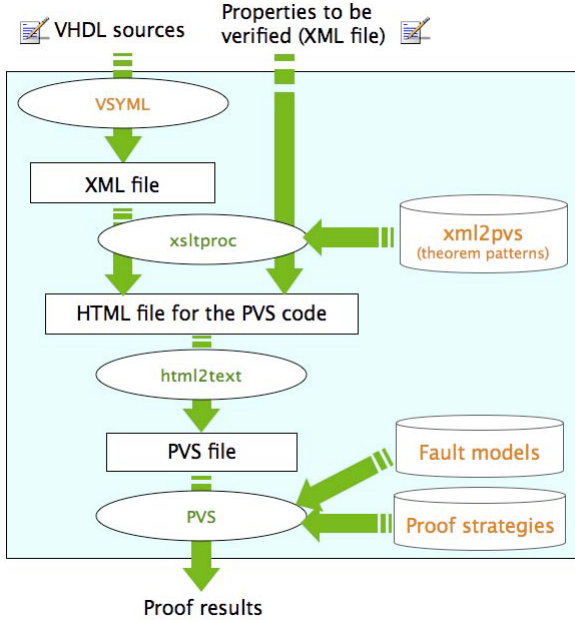 VHDL sources
Properties to be
verified (XML file)
VSYML
XML file
xsltproc
xml2pvs
(theorem patterns)
HTML file for the PVS code
html2text
PVS file
Fault models
PVS
Proof strategies
Proof results